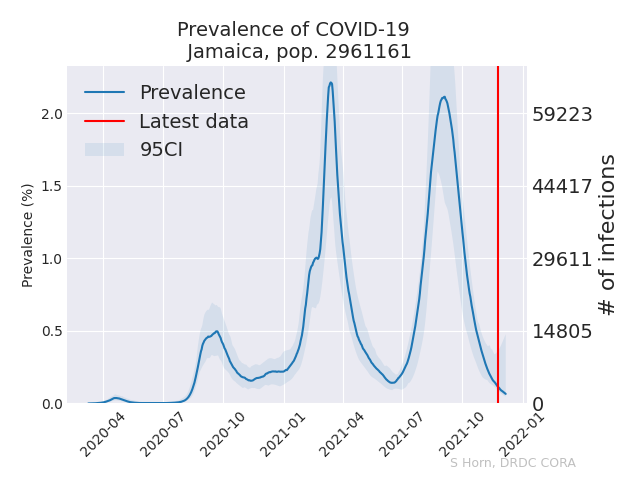 Prevalence of COVID-19
Jamaica, pop. 2961161
Prevalence
Latest data
95CI
Prevalence (%)
2.0
1.5
1.0
0.5
0.0
59223
44417
29611
14805
0
# of infections
2020-04
2020-07
2020-10
2021-01
2021-04
2021-07
2021-10
2022-01
S Horn, DRDC CORA